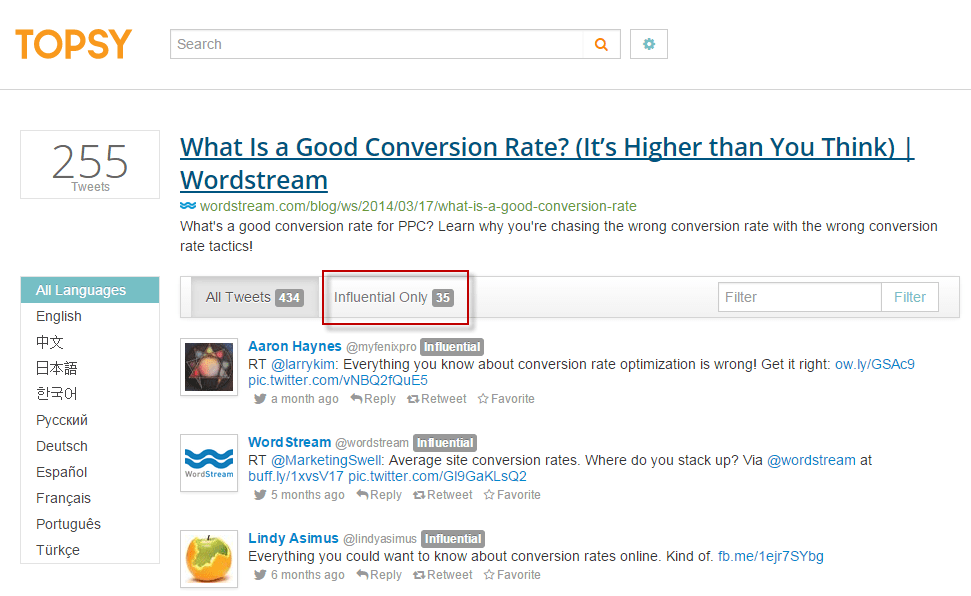 TOPSY
Search
255
Tweets
What Is a Good Conversion Rate? (It’s Higher than You Think) |
Wordstream
wordstream.com/blog/ws/2014/03/17/what-is-a-good-conversion-rate
What's a good conversion rate for PPC? Learn why you're chasing the wrong conversion rate with the wrong conversion
rate tactics!
All Languages
English
中文
日本語
한국어
Русский
Deutsch
Español
Français
Português
Türkçe
All Tweets 434
Influential Only 35
Filter
Filter
Aaron Haynes @myfenixpro Influential
RT @larrykim: Everything you know about conversion rate optimization is wrong! Get it right: ow.ly/GSAc9
pic.twitter.com/vNBQ2fQuE5
a month ago Reply Retweet Favorite
WordStream
WordStream @wordstream Influential
RT @MarketingSwell: Average site conversion rates. Where do you stack up? Via @wordstream at
buff.ly/1xvsV17 pic.twitter.com/Gl9GaKLsQ2
5 months ago Reply Retweet Favorite
Lindy Asimus @lindyasimus Influential
Everything you could want to know about conversion rates online. Kind of. fb.me/1ejr7SYbg
6 months ago Reply Retweet Favorite